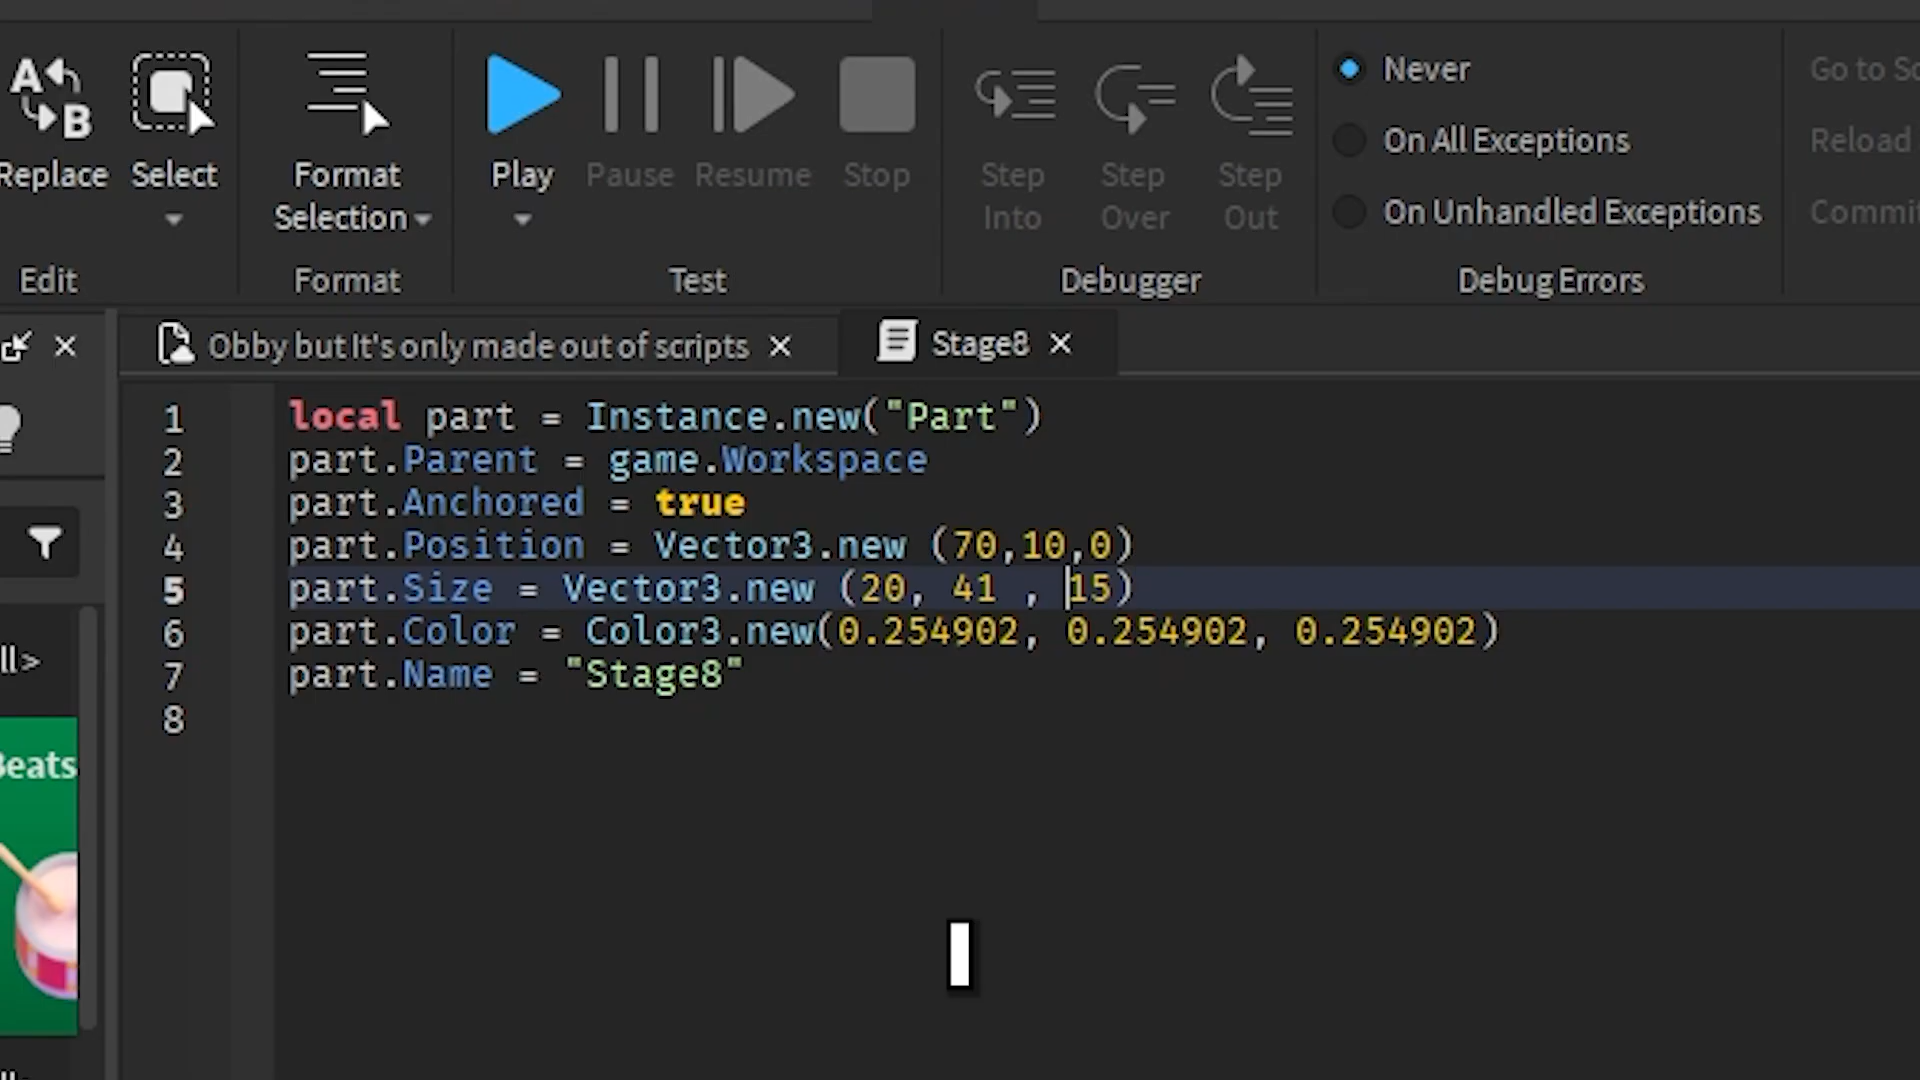 Replace
Select
Format
Selection
Play
Pause
Resume
Stop
Step
Into
Step
Over
Step
Out
Never
On All Exceptions
On Unhandled Exceptions
Go to
Reload
Edit
Format
Test
Debugger
Debug Errors
Obby but It's only made out of scripts
Stage8
1 local part = Instance.new("Part")
2 part.Parent = game.Workspace
3 part.Anchored = true
4 part.Position = Vector3.new (70,10,0)
5 part.Size = Vector3.new (20, 41 , 15)
6 part.Color = Color3.new(0.254902, 0.254902, 0.254902)
7 part.Name = "Stage8"
8
Beats
I